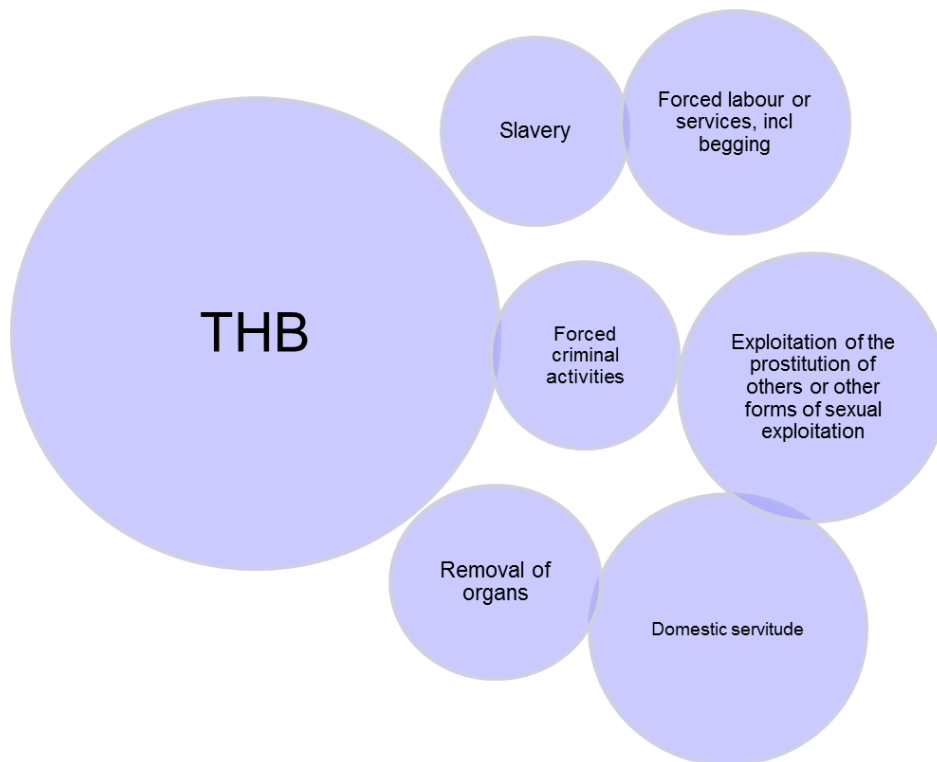 THB
Slavery
Forced labour or
services, incl
begging
Forced
criminal
activities
Exploitation of the
prostitution of
others or other
forms of sexual
exploitation
Removal of
organs
Domestic servitude